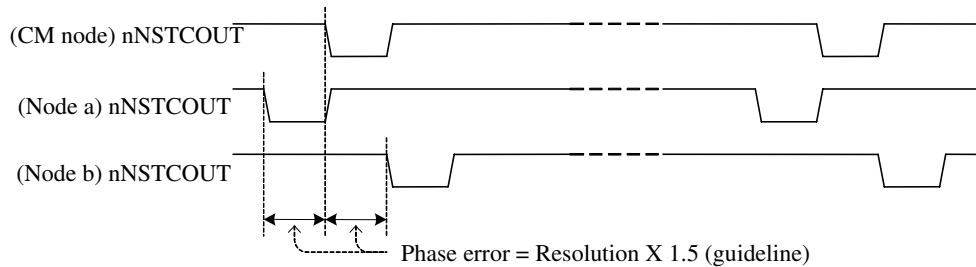 (CM node) nNSTCOUT
(Node a) nNSTCOUT
(Node b) nNSTCOUT
Phase error = Resolution X 1.5 (guideline)